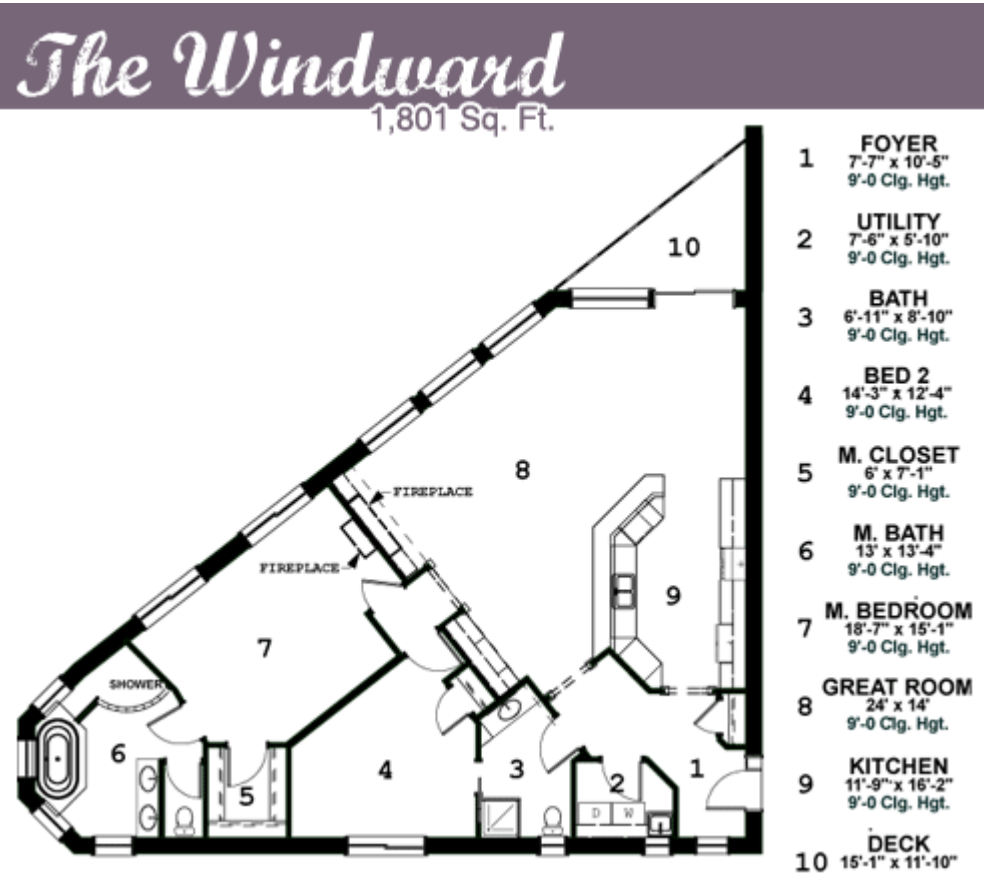 The Windward
1,801 Sq. Ft.
1 FOYER
7'-7" x 10'-5"
9'-0 Clg. Hgt.
2 UTILITY
7'-6" x 5'-10"
9'-0 Clg. Hgt.
3 BATH
6'-11" x 8'-10"
9'-0 Clg. Hgt.
4 BED 2
14'-3" x 12'-4"
9'-0 Clg. Hgt.
5 M. CLOSET
6' x 7'-1"
9'-0 Clg. Hgt.
6 M. BATH
13' x 13'-4"
9'-0 Clg. Hgt.
7 M. BEDROOM
18'-7" x 15'-1"
9'-0 Clg. Hgt.
8 GREAT ROOM
24' x 14'
9'-0 Clg. Hgt.
9 KITCHEN
11'-9" x 16'-2"
9'-0 Clg. Hgt.
10 DECK
15'-1" x 11'-10"
10
8
FIREPLACE
FIREPLACE
9
7
SHOWER
6
5
4
3
2
1
D W